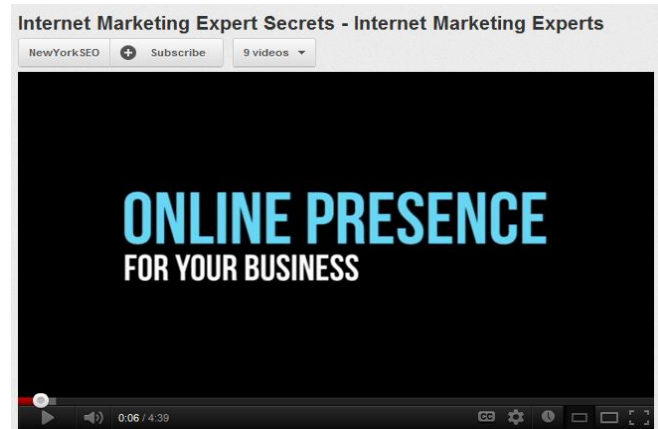 Internet Marketing Expert Secrets - Internet Marketing Experts
NewYorkSEO Subscribe 9 videos
ONLINE PRESENCE
FOR YOUR BUSINESS
0:06 / 4:39 CC